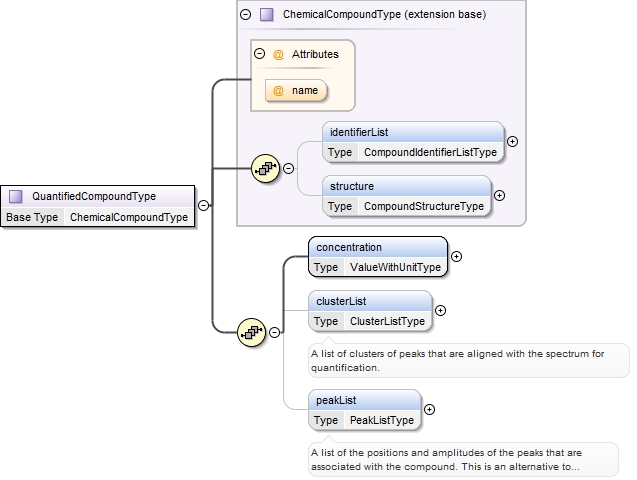 ChemicalCompoundType (extension base)
@ Attributes
@ name
identifierList
Type CompoundIdentifierListType
structure
Type CompoundStructureType
QuantifiedCompoundType
Base Type ChemicalCompoundType
concentration
Type ValueWithUnitType
clusterList
Type ClusterListType
A list of clusters of peaks that are aligned with the spectrum for
quantification.
peakList
Type PeakListType
A list of the positions and amplitudes of the peaks that are
associated with the compound. This is an alternative to...